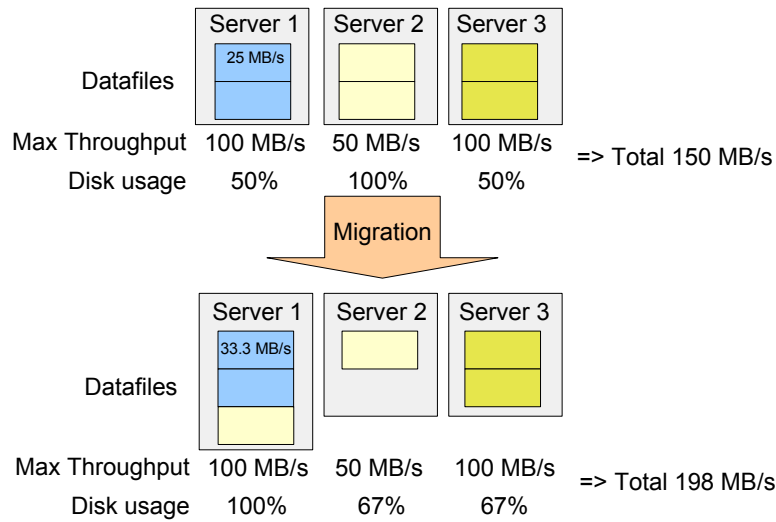 Server 1 Server 2 Server 3
25 MB/s
Datafiles
Max Throughput 100 MB/s 50 MB/s 100 MB/s => Total 150 MB/s
Disk usage 50% 100% 50%
Migration
Server 1 Server 2 Server 3
33.3 MB/s
Datafiles
Max Throughput 100 MB/s 50 MB/s 100 MB/s => Total 198 MB/s
Disk usage 100% 67% 67%